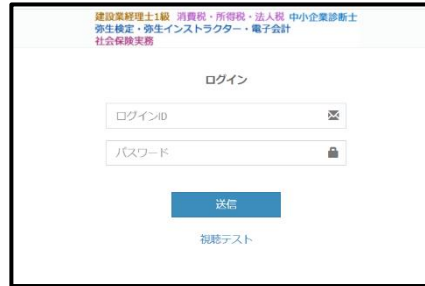 建設業経理士1級 消費税・所得税・法人税 中小企業診断士
弥生検定・弥生インストラクター・電子会計
社会保険実務
ログイン
ログインID
パスワード
送信
視聴テスト